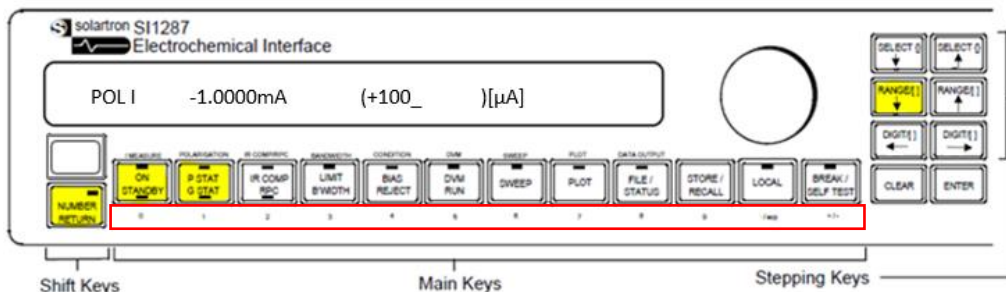 solartron SI1287
Electrochemical Interface
POL I -1.0000mA (+100_ )[µA]
SELECT () SELECT ()
RANGE/[ ] RANGE/[ ]
DIGIT/[ ] DIGIT/[ ]
CLEAR ENTER
POLARISATION IR COMP/RPC BANDWIDTH CONDITION DVM SWEEP PLOT DATA OUTPUT
ON STANDBY
P STAT G STAT
IR COMP RPC
LIMIT B'WIDTH
BIAS REJECT
DVM RUN
SWEEP
PLOT
FILE / STATUS
STORE / RECALL
LOCAL
BREAK / SELF TEST
NUMBER
RETURN
0 1 2 3 4 5 6 7 8 9 +/-
Shift Keys Main Keys Stepping Keys